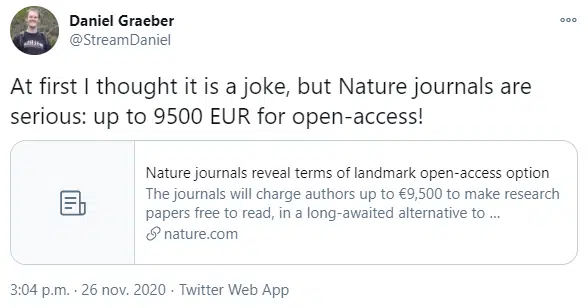 Daniel Graeber
@StreamDaniel
At first I thought it is a joke, but Nature journals are
serious: up to 9500 EUR for open-access!
Nature journals reveal terms of landmark open-access option
The journals will charge authors up to €9,500 to make research
papers free to read, in a long-awaited alternative to ...
nature.com
3:04 p.m. · 26 nov. 2020 · Twitter Web App